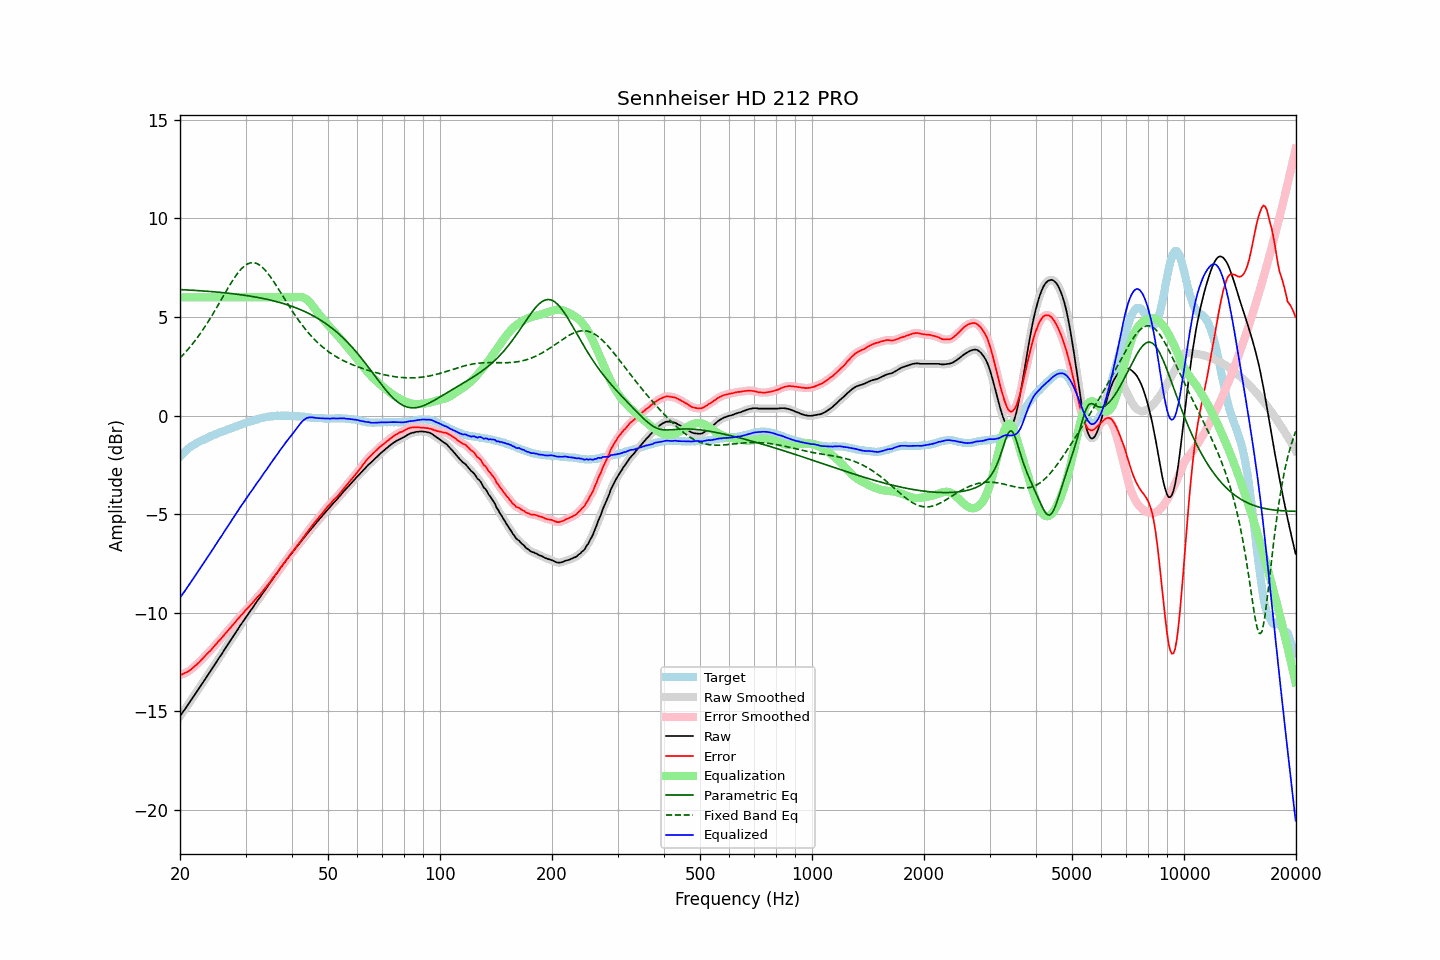 Sennheiser HD 212 PRO
Amplitude (dBr)
15
10
5
0
−5
−10
−15
−20
Target
Raw Smoothed
Error Smoothed
Raw
Error
Equalization
Parametric Eq
Fixed Band Eq
Equalized
20 50 100 200 500 1000 2000 5000 10000 20000
Frequency (Hz)